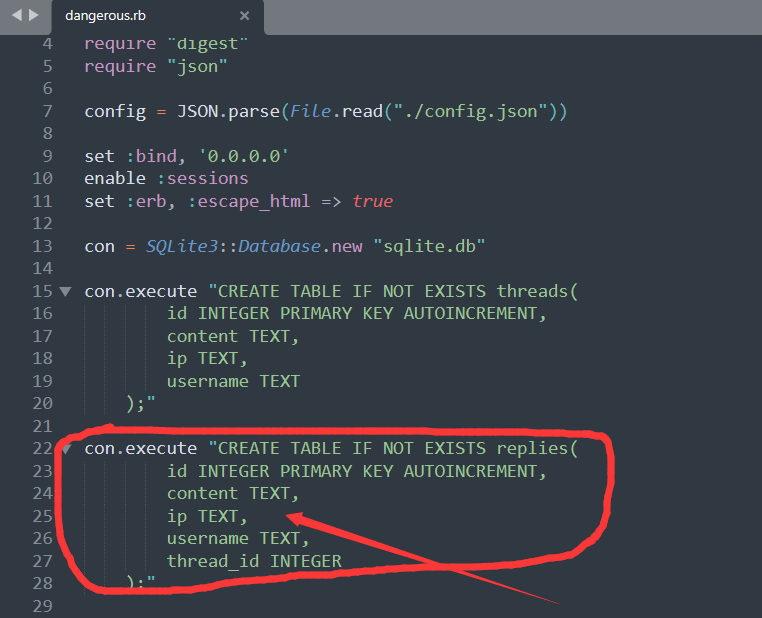 dangerous.rb
4 require "digest"
5 require "json"
6
7 config = JSON.parse(File.read("./config.json"))
8
9 set :bind, '0.0.0.0'
10 enable :sessions
11 set :erb, :escape_html => true
12
13 con = SQLite3::Database.new "sqlite.db"
14
15 con.execute "CREATE TABLE IF NOT EXISTS threads(
16 id INTEGER PRIMARY KEY AUTOINCREMENT,
17 content TEXT,
18 ip TEXT,
19 username TEXT
20 );"
21
22 con.execute "CREATE TABLE IF NOT EXISTS replies(
23 id INTEGER PRIMARY KEY AUTOINCREMENT,
24 content TEXT,
25 ip TEXT,
26 username TEXT,
27 thread_id INTEGER
28 );"
29